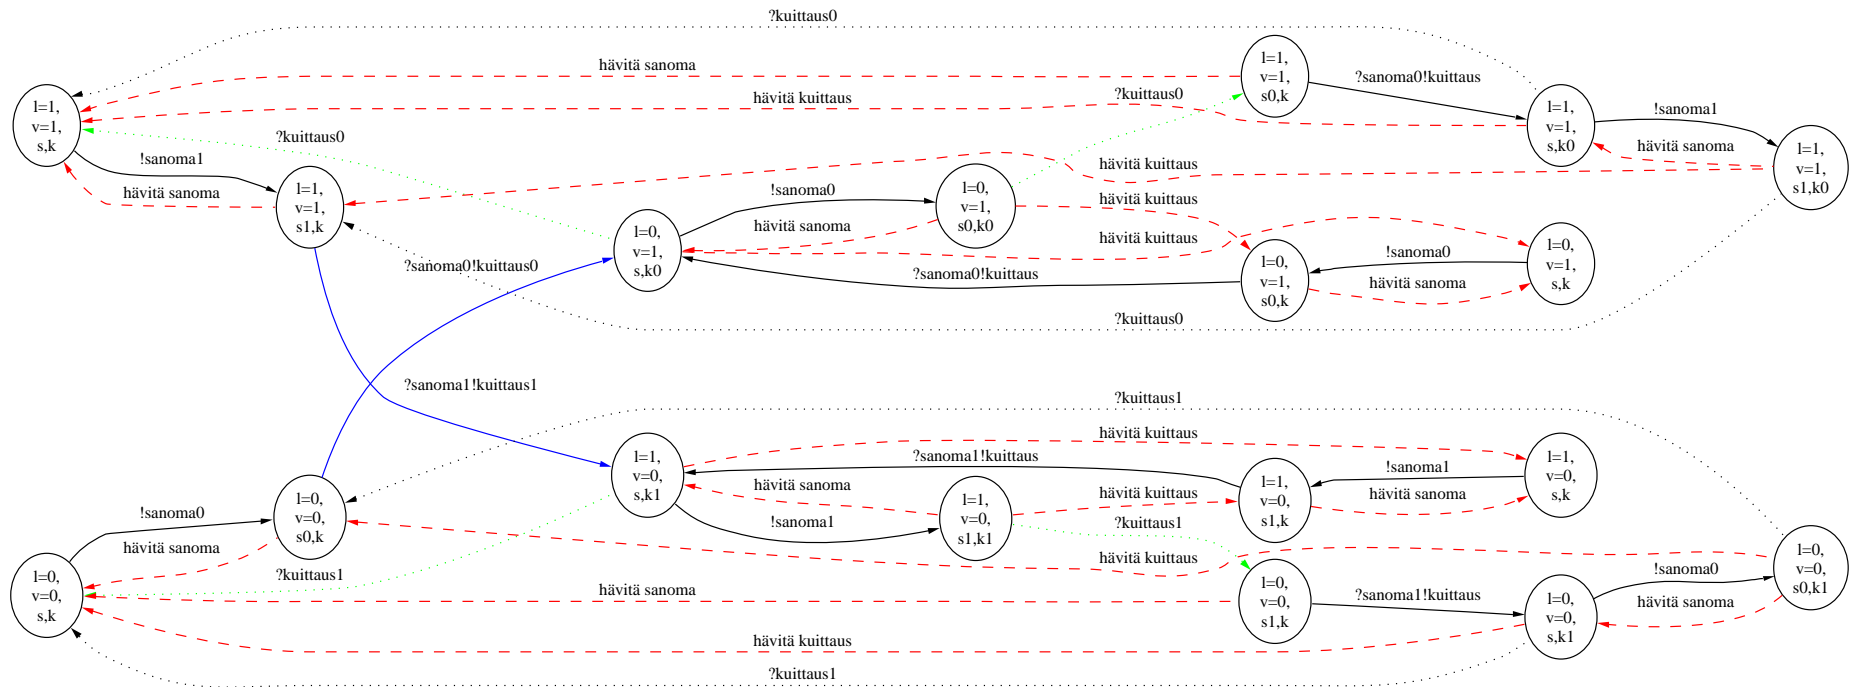 ?kuittaus0
hävitä sanoma
l=1,
v=1,
s0,k
?sanoma0!kuittaus
l=1,
v=1,
s,k
hävitä kuittaus
?kuittaus0
l=1,
v=1,
s,k0
!sanoma1
hävitä sanoma
l=1,
v=1,
s1,k0
?kuittaus0
!sanoma1
hävitä sanoma
l=1,
v=1,
s1,k
hävitä kuittaus
!sanoma0
hävitä sanoma
l=0,
v=1,
s0,k0
hävitä kuittaus
l=0,
v=1,
s,k0
hävitä kuittaus
?sanoma0!kuittaus0
?sanoma0!kuittaus
l=0,
v=1,
s0,k
!sanoma0
hävitä sanoma
l=0,
v=1,
s,k
?kuittaus0
?sanoma1!kuittaus1
?kuittaus1
hävitä kuittaus
l=1,
v=0,
s,k1
?sanoma1!kuittaus
hävitä sanoma
l=1,
v=0,
s1,k1
!sanoma1
hävitä kuittaus
l=1,
v=0,
s1,k
!sanoma1
hävitä sanoma
l=1,
v=0,
s,k
?kuittaus1
!sanoma0
hävitä sanoma
l=0,
v=0,
s0,k
hävitä kuittaus
l=0,
v=0,
s,k
?kuittaus1
hävitä sanoma
l=0,
v=0,
s1,k
?sanoma1!kuittaus
l=0,
v=0,
s,k1
!sanoma0
hävitä sanoma
l=0,
v=0,
s0,k1
hävitä kuittaus
?kuittaus1